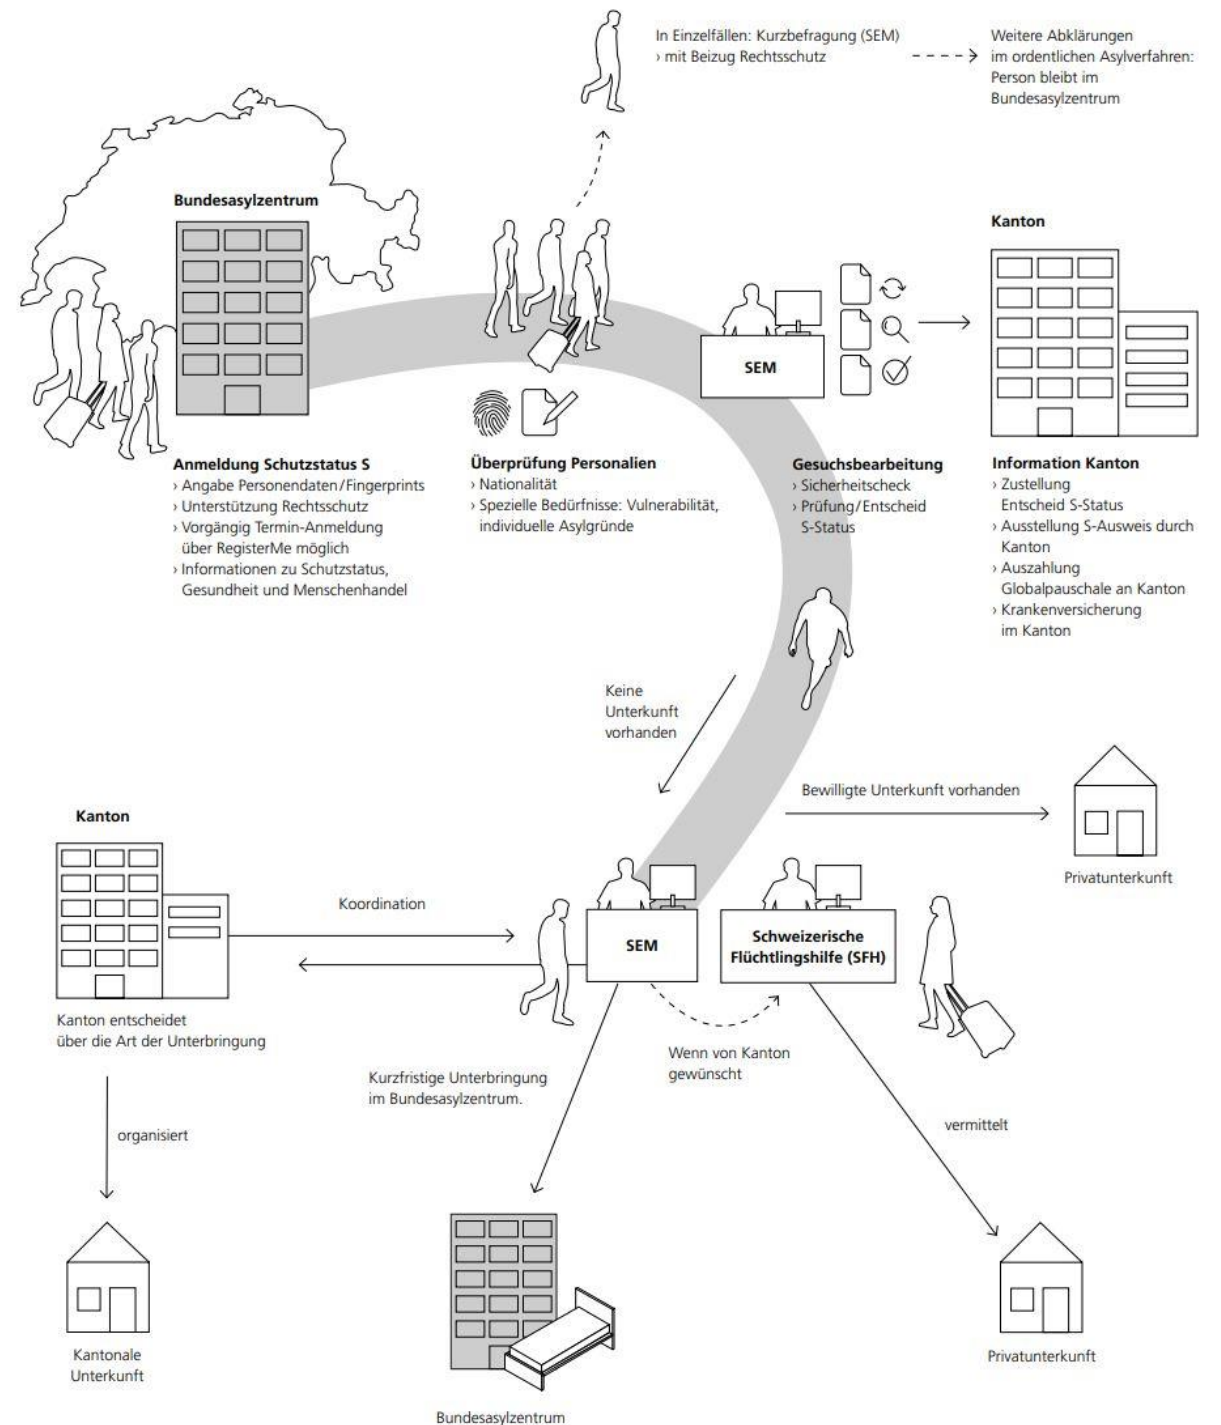 In Einzelfällen: Kurzbefragung (SEM)
› mit Beizug Rechtsschutz
Weitere Abklärungen
im ordentlichen Asylverfahren:
Person bleibt im
Bundesasylzentrum
Bundesasylzentrum
Kanton
SEM
Anmeldung Schutzstatus S
› Angabe Personendaten/Fingerprints
› Unterstützung Rechtsschutz
› Vorgängig Termin-Anmeldung
über RegisterMe möglich
› Informationen zu Schutzstatus,
Gesundheit und Menschenhandel
Überprüfung Personalien
› Nationalität
› Spezielle Bedürfnisse: Vulnerabilität,
individuelle Asylgründe
Gesuchsbearbeitung
› Sicherheitscheck
› Prüfung/Entscheid
S-Status
Information Kanton
› Zustellung
Entscheid S-Status
› Ausstellung S-Ausweis durch
Kanton
› Auszahlung
Globalpauschale an Kanton
› Krankenversicherung
im Kanton
Keine
Unterkunft
vorhanden
Bewilligte Unterkunft vorhanden
Privatunterkunft
Kanton
Koordination
SEM
Schweizerische
Flüchtlingshilfe (SFH)
Kanton entscheidet
über die Art der Unterbringung
Wenn von Kanton
gewünscht
Kurzfristige Unterbringung
im Bundesasylzentrum.
organisiert
vermittelt
Kantonale
Unterkunft
Bundesasylzentrum
Privatunterkunft